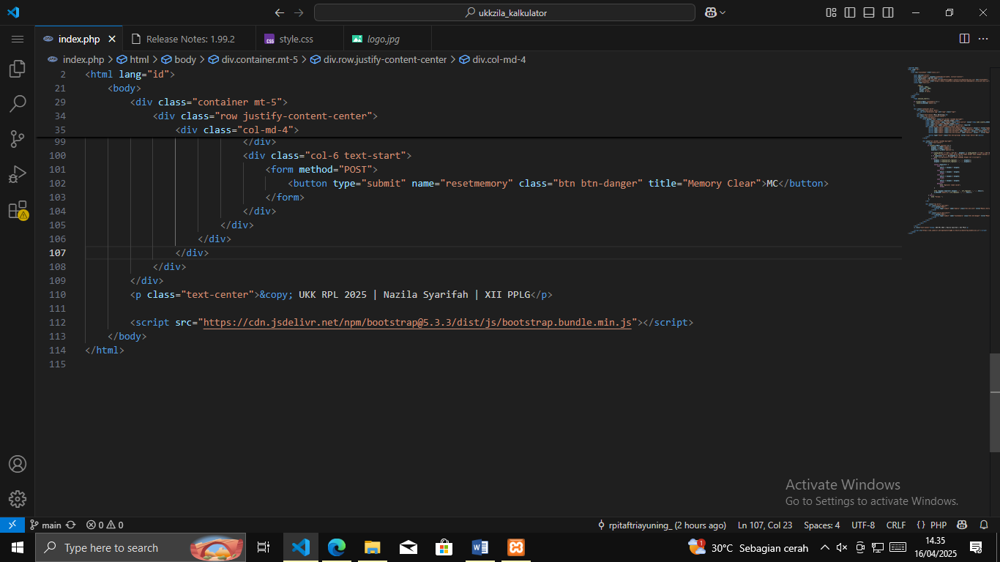 ukkzila_kalkulator
index.php
Release Notes: 1.99.2
style.css
logo.jpg
index.php > html > body > div.container.mt-5 > div.row.justify-content-center > div.col-md-4
2 <html lang="id">
21 <body>
29 <div class="container mt-5">
34 <div class="row justify-content-center">
35 <div class="col-md-4">
99 </div>
100 <div class="col-6 text-start">
101 <form method="POST">
102 <button type="submit" name="resetmemory" class="btn btn-danger" title="Memory Clear">MC</button>
103 </form>
104 </div>
105 </div>
106 </div>
107 </div>
108 </div>
109 </div>
110 <p class="text-center">&copy; UKK RPL 2025 | Nazila Syarifah | XII PPLG</p>
111
112 <script src="https://cdn.jsdelivr.net/npm/bootstrap@5.3.3/dist/js/bootstrap.bundle.min.js"></script>
113 </body>
114 </html>
115
Activate Windows
Go to Settings to activate Windows.
main 0 0 rpitaftriayuning_ (2 hours ago) Ln 107, Col 23 Spaces: 4 UTF-8 CRLF {} PHP
Type here to search
1 30°C Sebagian cerah
14.35
16/04/2025